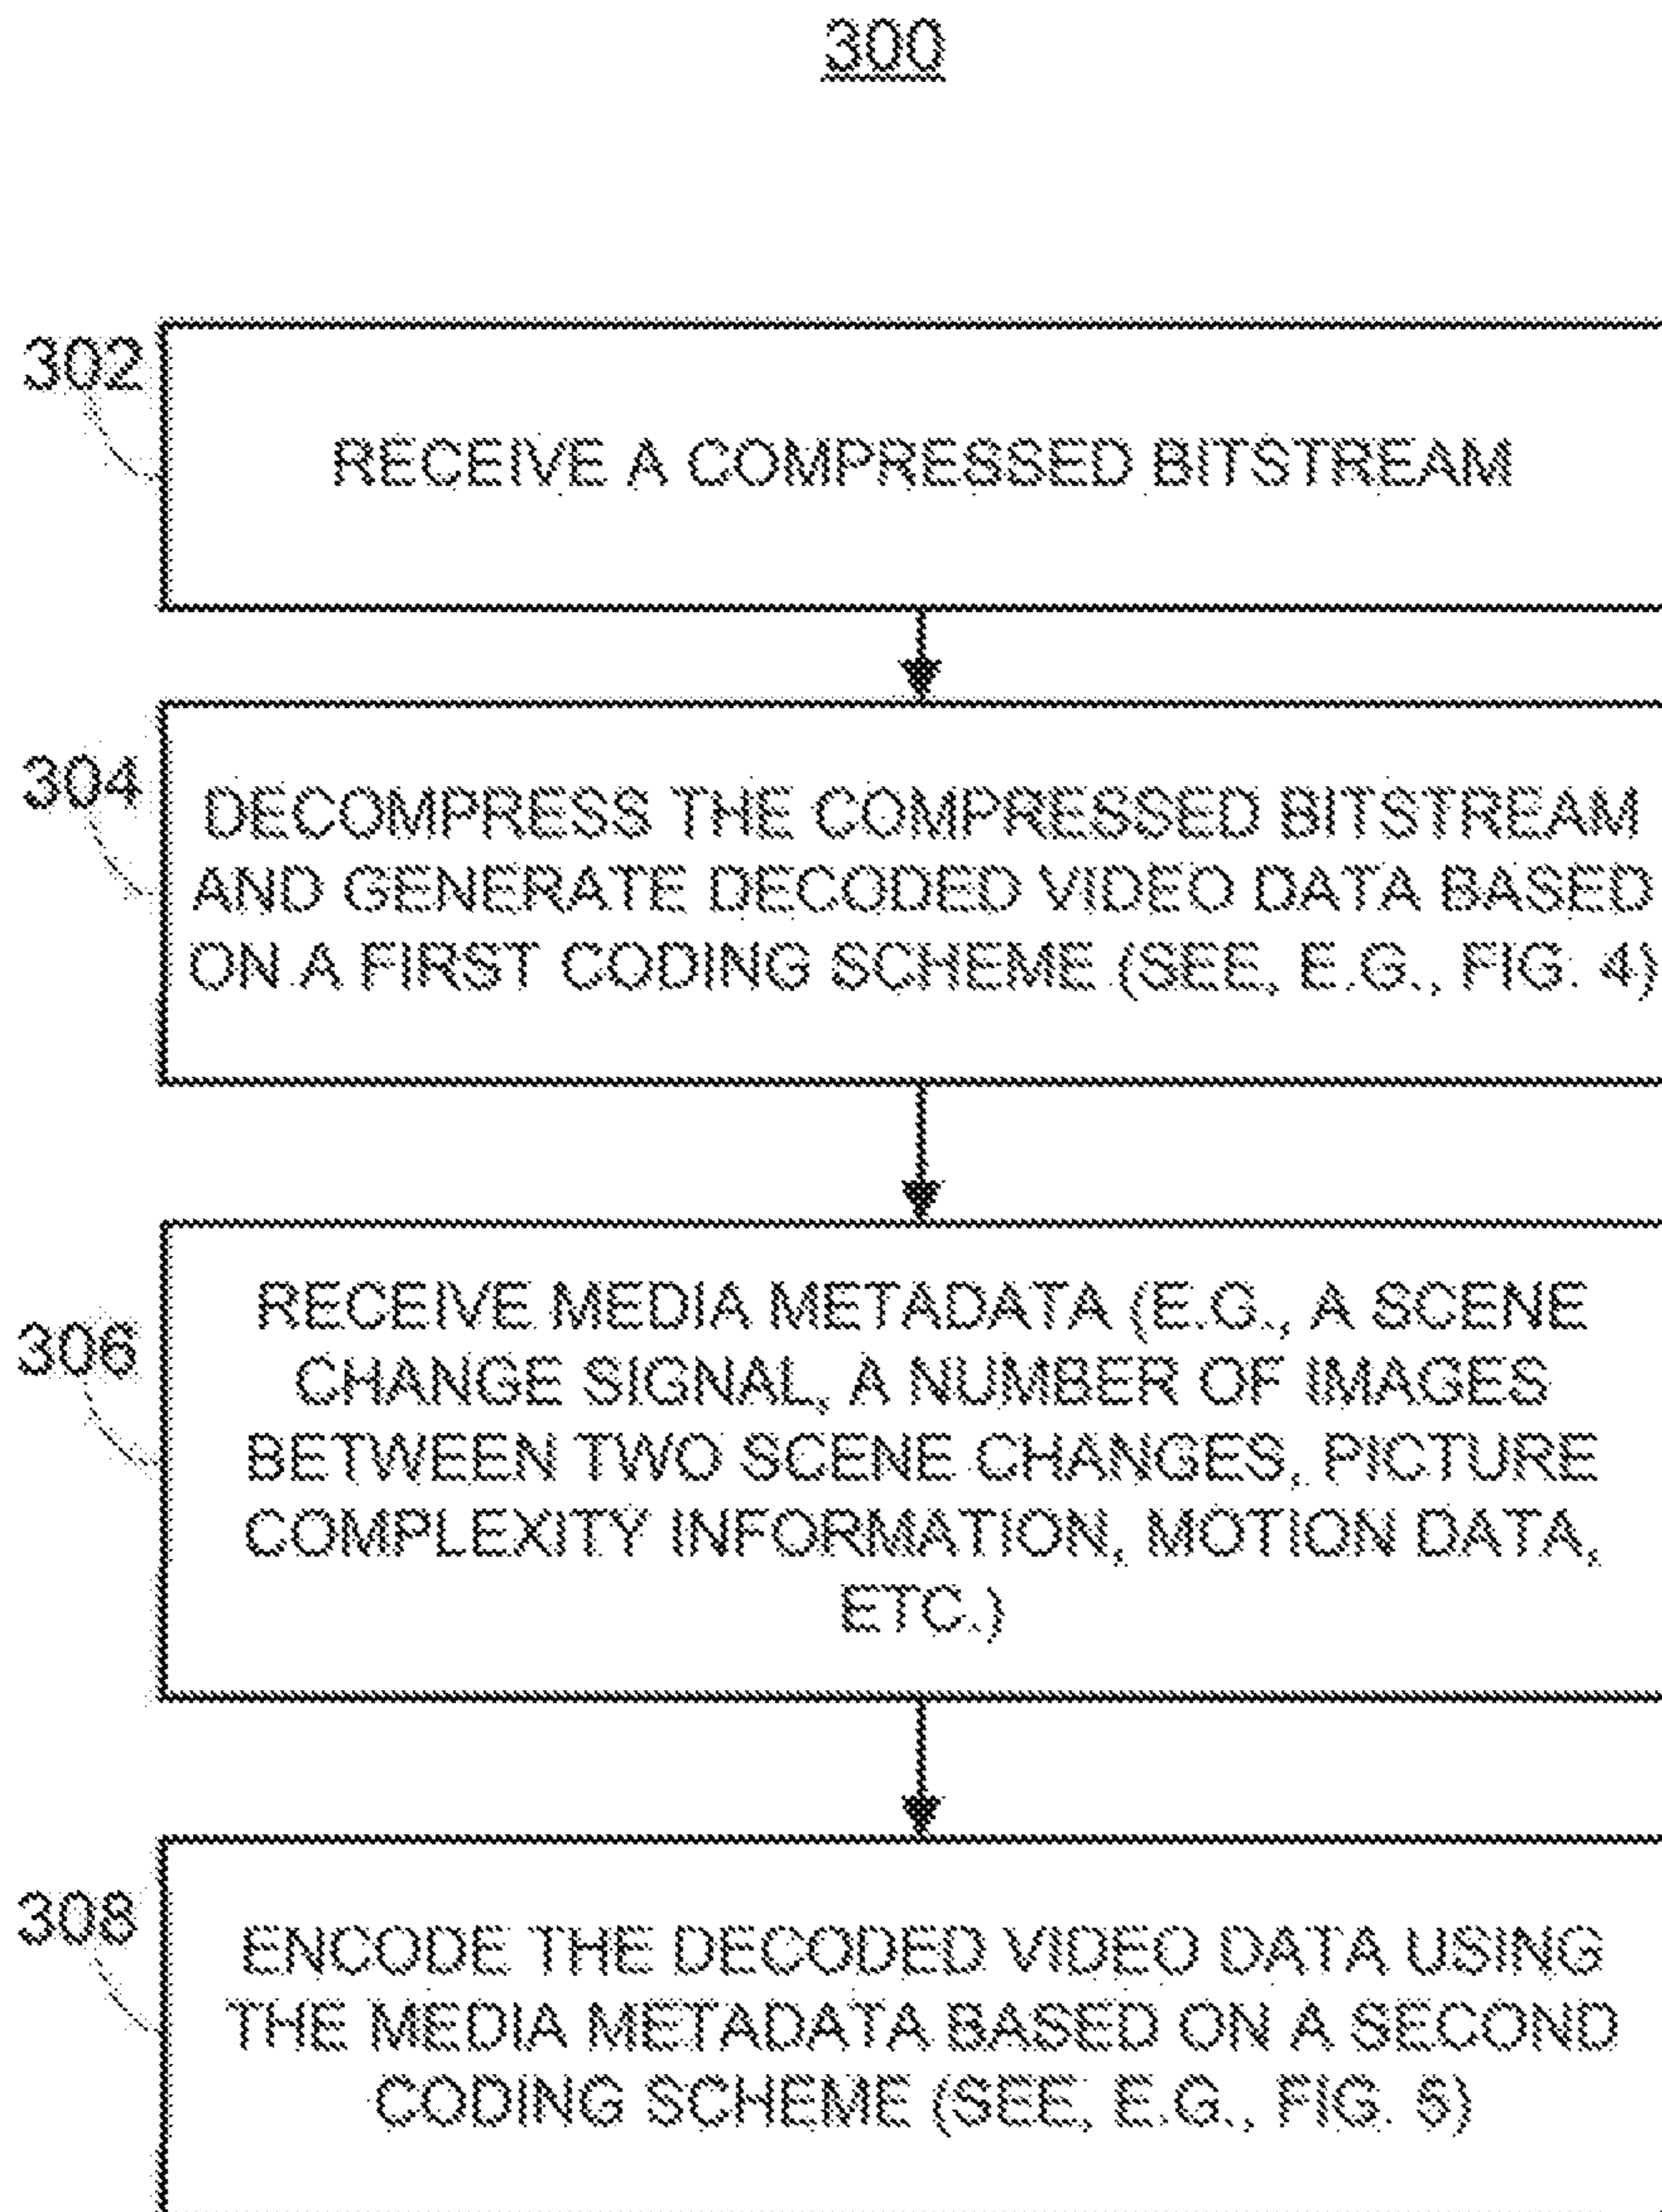 300
302
RECEIVE A COMPRESSED BITSTREAM
304
DECOMPRESS THE COMPRESSED BITSTREAM
AND GENERATE DECODED VIDEO DATA BASED
ON A FIRST CODING SCHEME (SEE, E.G., FIG. 4)
306
RECEIVE MEDIA METADATA (E.G., A SCENE
CHANGE SIGNAL, A NUMBER OF IMAGES
BETWEEN TWO SCENE CHANGES, PICTURE
COMPLEXITY INFORMATION, MOTION DATA,
ETC.)
308
ENCODE THE DECODED VIDEO DATA USING
THE MEDIA METADATA BASED ON A SECOND
CODING SCHEME (SEE, E.G., FIG. 5)